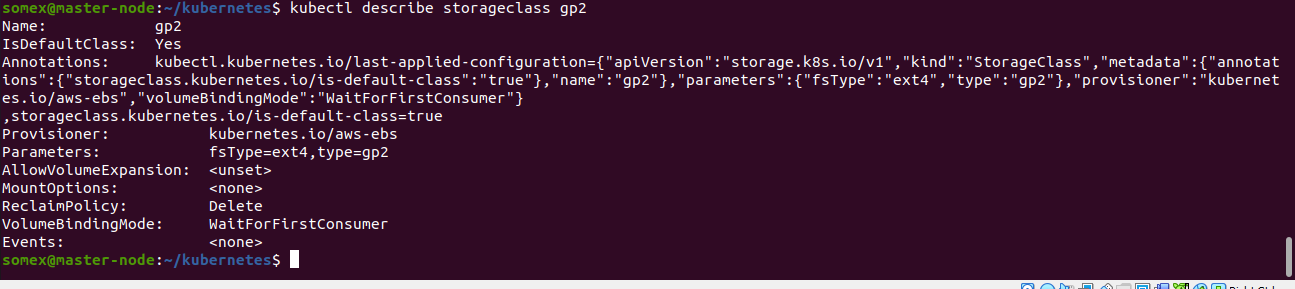 somex@master-node:~/kubernetes$ kubectl describe storageclass gp2
Name:            gp2
IsDefaultClass:  Yes
Annotations:     kubectl.kubernetes.io/last-applied-configuration={"apiVersion":"storage.k8s.io/v1","kind":"StorageClass","metadata":{"annotat
ions":{"storageclass.kubernetes.io/is-default-class":"true"},"name":"gp2"},"parameters":{"fsType":"ext4","type":"gp2"},"provisioner":"kubernet
es.io/aws-ebs","volumeBindingMode":"WaitForFirstConsumer"}
,storageclass.kubernetes.io/is-default-class=true
Provisioner:           kubernetes.io/aws-ebs
Parameters:            fsType=ext4,type=gp2
AllowVolumeExpansion:  <unset>
MountOptions:          <none>
ReclaimPolicy:         Delete
VolumeBindingMode:     WaitForFirstConsumer
Events:                <none>
somex@master-node:~/kubernetes$